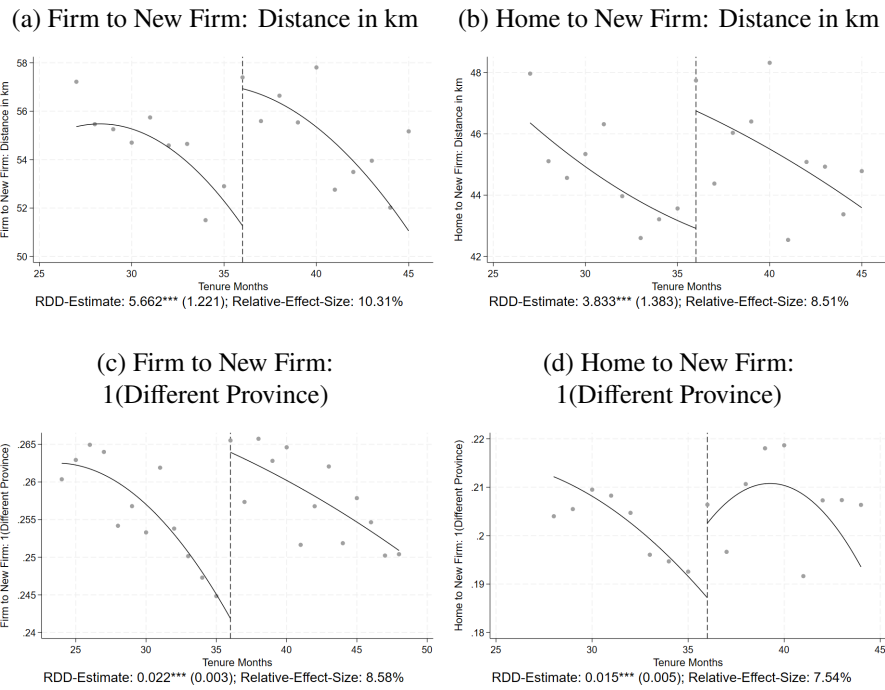 (a) Firm to New Firm: Distance in km
Firm to New Firm: Distance in km
58
56
54
52
50
25 30 35 40 45
Tenure Months
RDD-Estimate: 5.662*** (1.221); Relative-Effect-Size: 10.31%
(b) Home to New Firm: Distance in km
Home to New Firm: Distance in km
48
46
44
42
25 30 35 40 45
Tenure Months
RDD-Estimate: 3.833*** (1.383); Relative-Effect-Size: 8.51%
(c) Firm to New Firm:
1(Different Province)
Firm to New Firm: 1(Different Province)
.265
.26
.255
.25
.245
.24
25 30 35 40 45 50
Tenure Months
RDD-Estimate: 0.022*** (0.003); Relative-Effect-Size: 8.58%
(d) Home to New Firm:
1(Different Province)
Home to New Firm: 1(Different Province)
.22
.21
.2
.19
.18
25 30 35 40 45
Tenure Months
RDD-Estimate: 0.015*** (0.005); Relative-Effect-Size: 7.54%